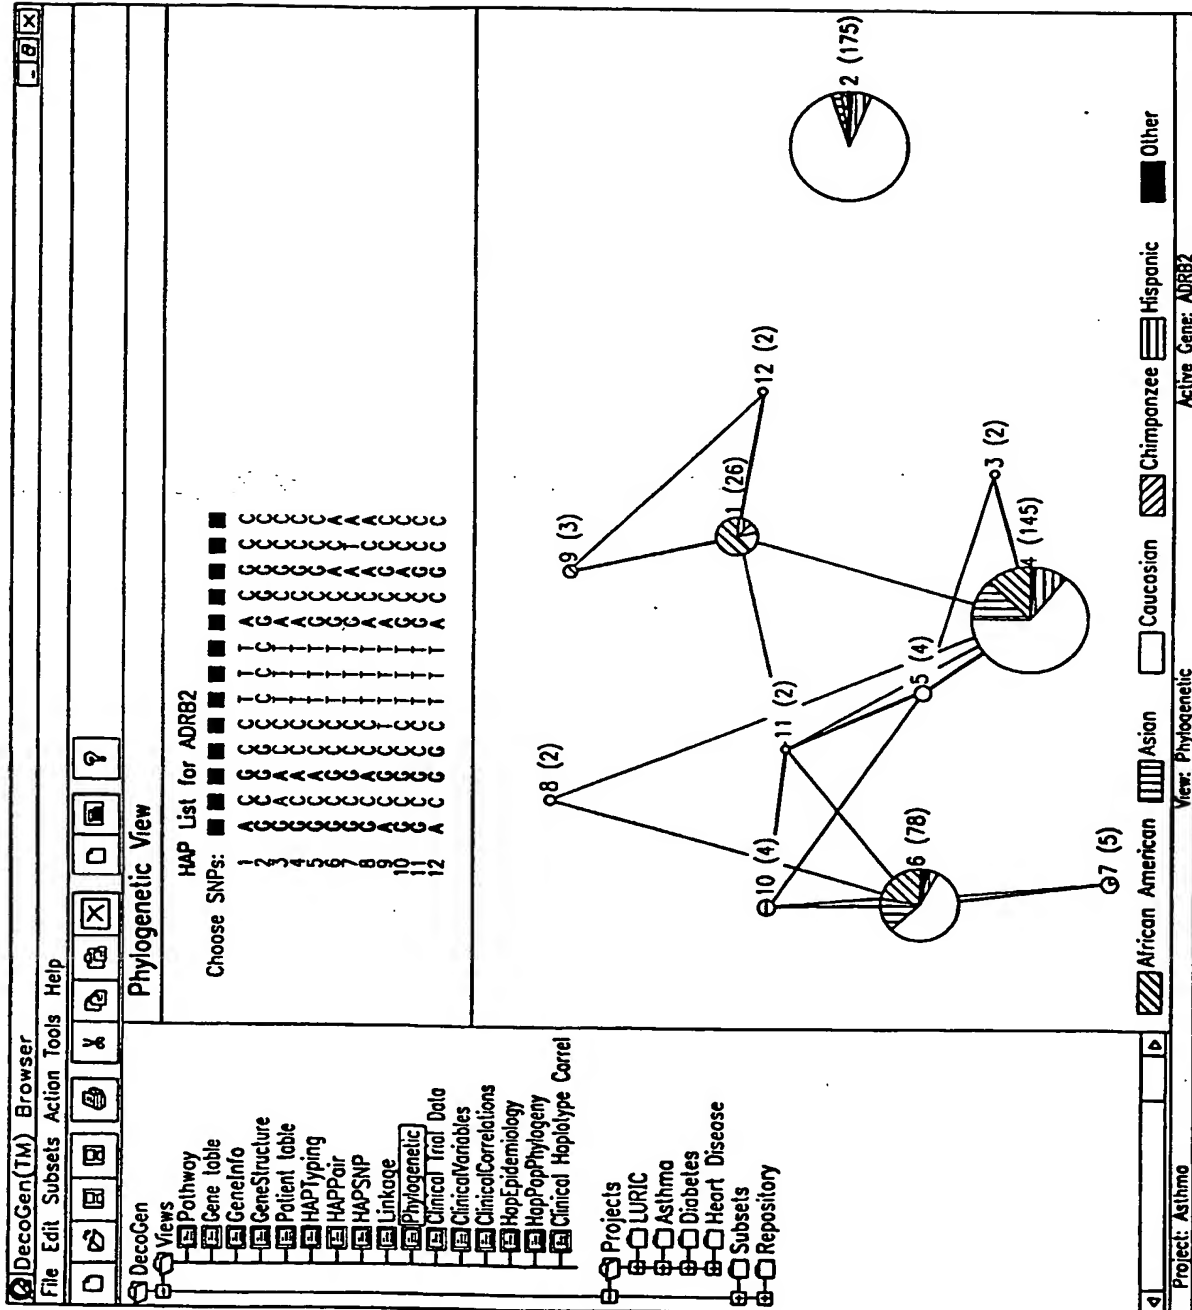 DecoGen(TM) Browser
File Edit Subsets Action Tools Help
DecoGen
Views
Pathway
Gene table
GeneInfo
GeneStructure
Patient table
HAPTyping
HAPPair
HAPSNP
Linkage
Phylogenetic
Clinical Trial Data
ClinicalVariables
ClinicalCorrelations
HapEpidemiology
HapPopPhylogeny
Clinical Haplotype Correl
Projects
LURIC
Asthma
Diabetes
Heart Disease
Subsets
Repository
Phylogenetic View
HAP List for ADRB2
Choose SNPs:
1 A C G G C T T T A C G C C
2 G C G G C C C C G G G C C
3 G A A C C T T T A C G C C
4 G C A C C T T T A C G C C
5 G C A C C T T T G C G C C
6 G C G C C T T T G C A C A
7 G C G C C T T T G C A T A
8 G C A C C T T T A C A C A
9 A C G C T T T T A C G C C
10 G C G C C T T T G C A C C
11 G C G C C T T T G C G C C
12 A C G G C T T T A C G C C
8 (2)
9 (3)
12 (2)
1 (26)
2 (175)
10 (4)
11 (2)
6 (78)
5 (4)
3 (2)
4 (145)
7 (5)
African American Asian Caucasian Chimpanzee Hispanic Other
Project: Asthma View: Phylogenetic Active Gene: ADRB2